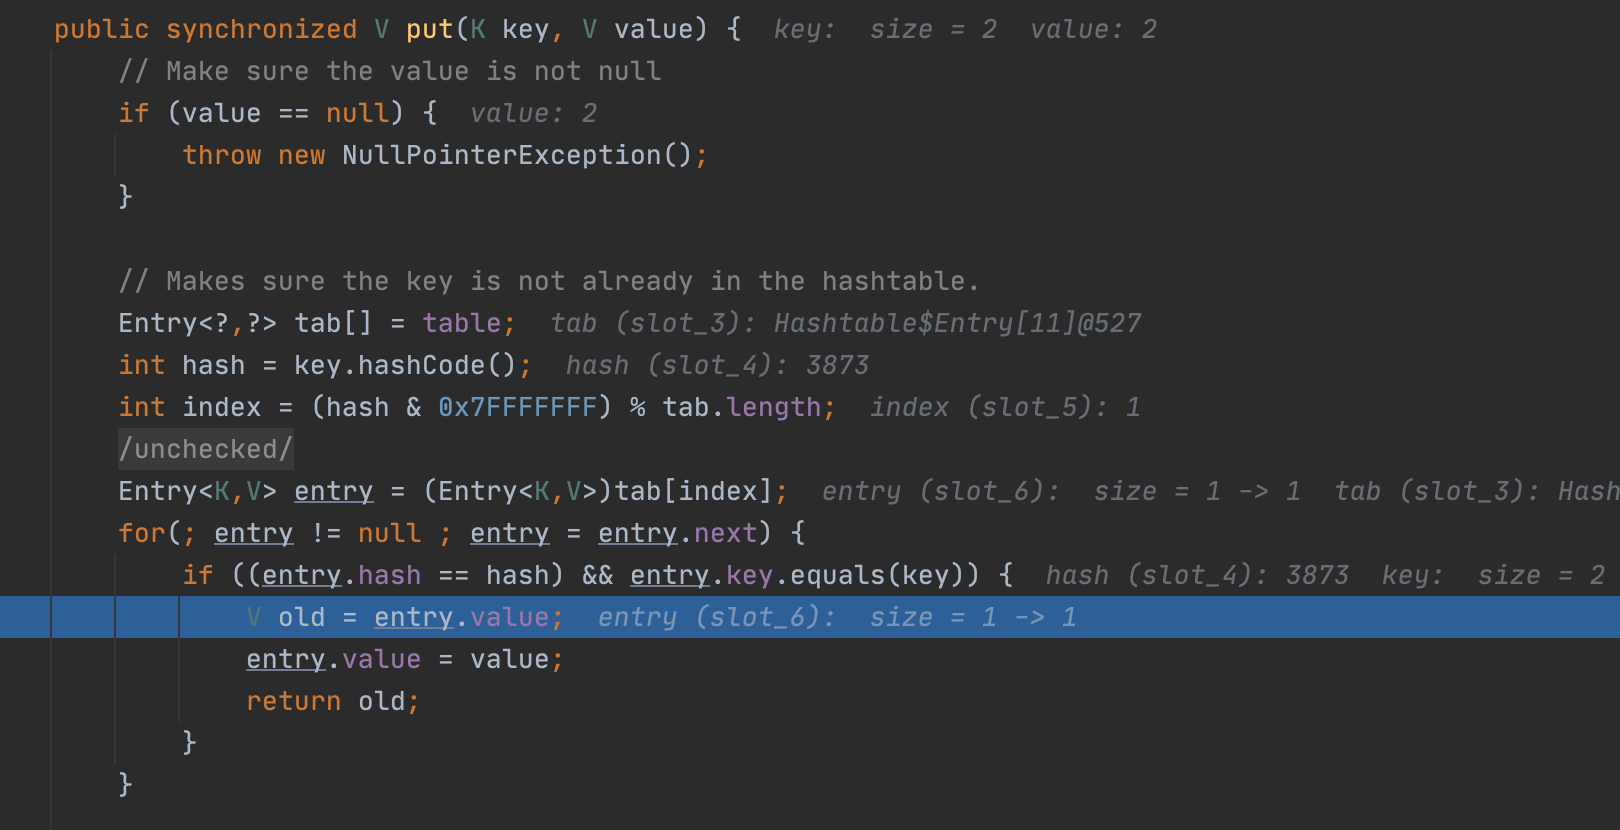 public synchronized V put(K key, V value) {  key:  size = 2  value: 2
// Make sure the value is not null
if (value == null) {  value: 2
throw new NullPointerException();
}
// Makes sure the key is not already in the hashtable.
Entry<?,?> tab[] = table;  tab (slot_3): Hashtable$Entry[11]@527
int hash = key.hashCode();  hash (slot_4): 3873
int index = (hash & 0x7FFFFFFF) % tab.length;  index (slot_5): 1
/unchecked/
Entry<K,V> entry = (Entry<K,V>)tab[index];  entry (slot_6):  size = 1 -> 1  tab (slot_3): Hash
for(; entry != null ; entry = entry.next) {
if ((entry.hash == hash) && entry.key.equals(key)) {  hash (slot_4): 3873  key:  size = 2
V old = entry.value;  entry (slot_6):  size = 1 -> 1
entry.value = value;
return old;
}
}